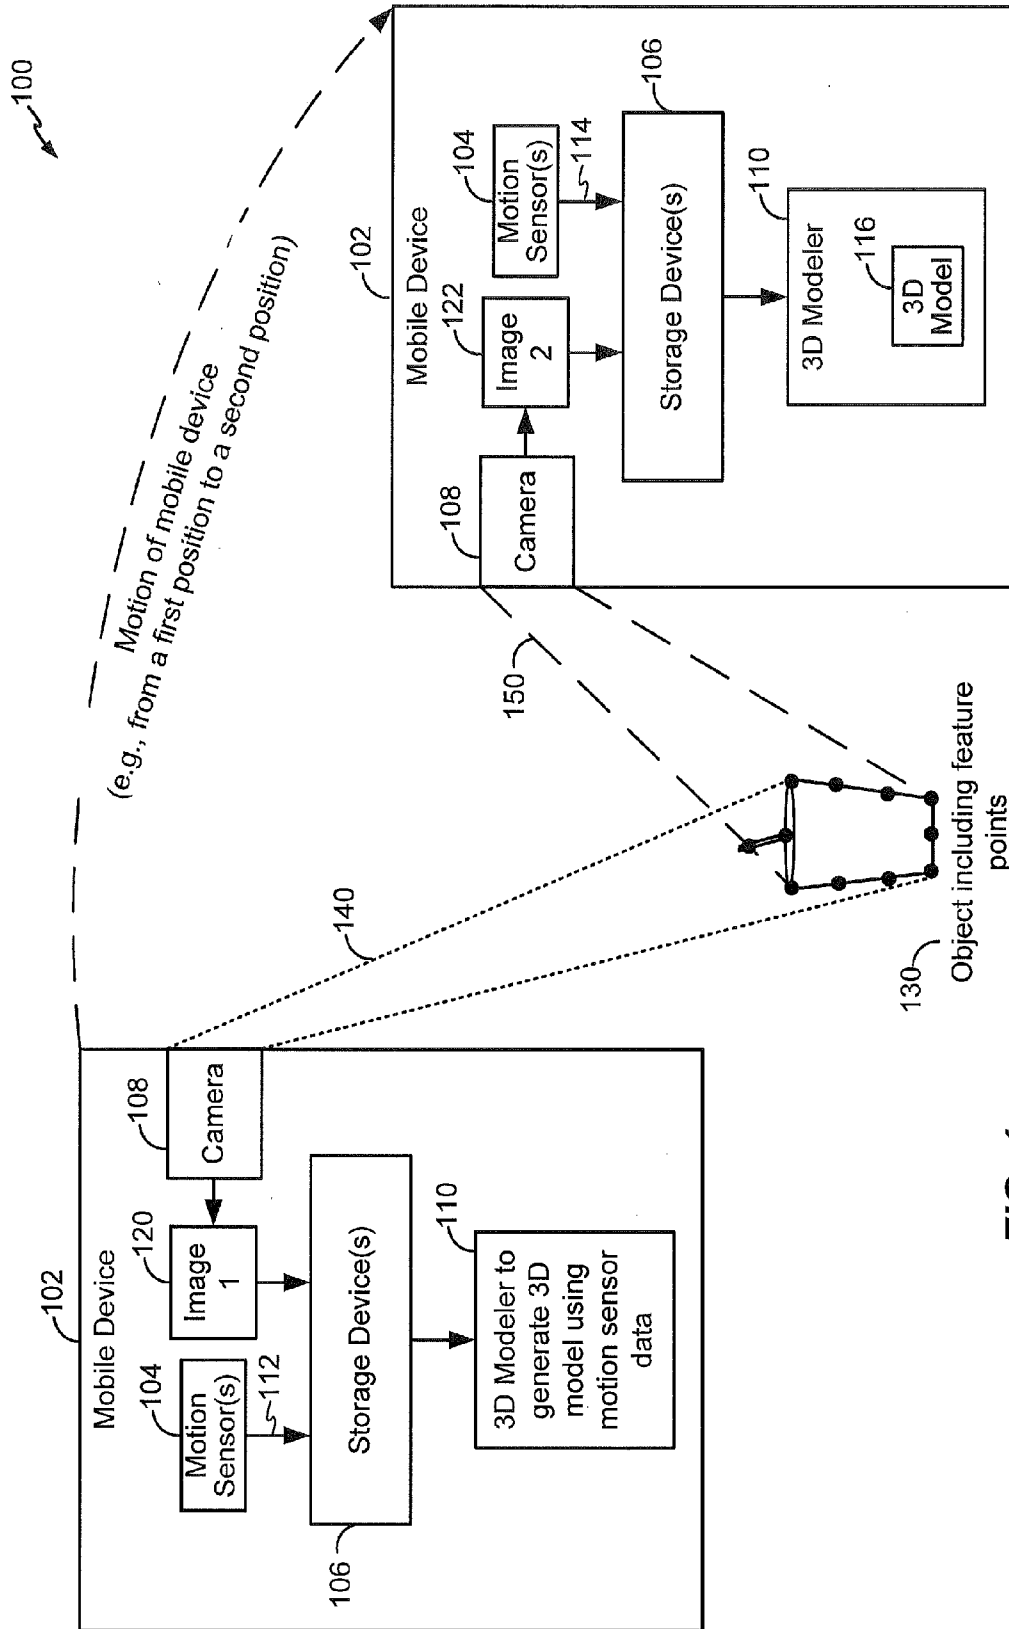 100
Motion of mobile device
(e.g., from a first position to a second position)
102
Mobile Device
104
Motion
Sensor(s)
112
120
Image
1
108
Camera
106
Storage Device(s)
110
3D Modeler to
generate 3D
model using
motion sensor
data
140
150
130
Object including feature
points
102
Mobile Device
108
Camera
122
Image
2
104
Motion
Sensor(s)
114
106
Storage Device(s)
110
3D Modeler
116
3D
Model